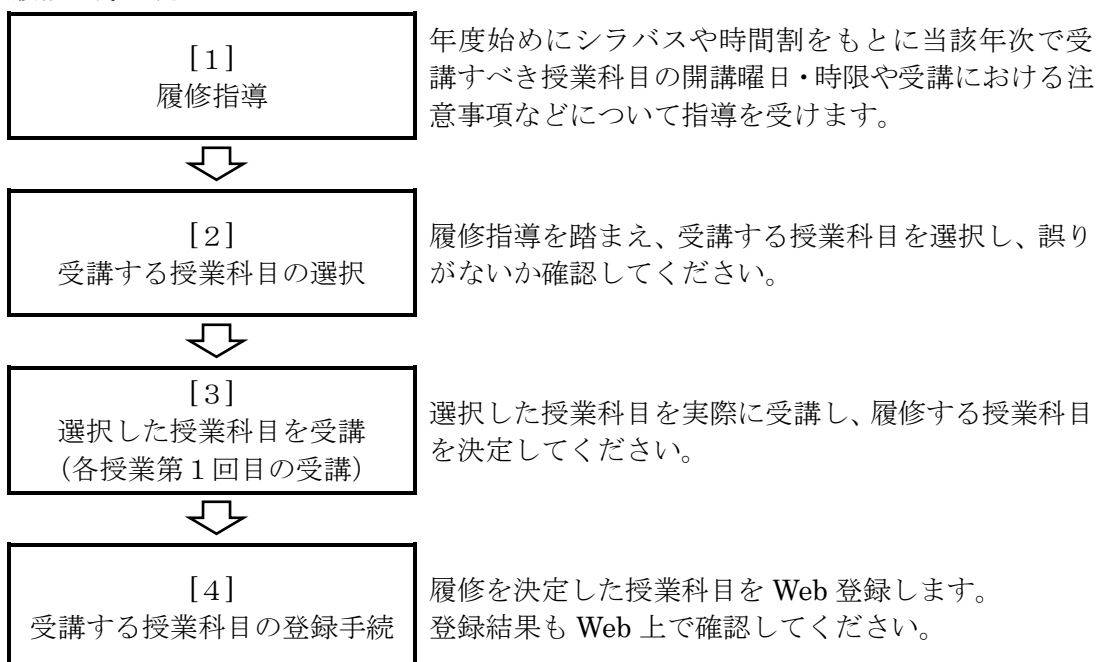 [1]
履修指導
年度始めにシラバスや時間割をもとに当該年次で受
講すべき授業科目の開講曜日・時限や受講における注
意事項などについて指導を受けます。
[2]
受講する授業科目の選択
履修指導を踏まえ、受講する授業科目を選択し、誤り
がないか確認してください。
[3]
選択した授業科目を受講
(各授業第1回目の受講)
選択した授業科目を実際に受講し、履修する授業科目
を決定してください。
[4]
受講する授業科目の登録手続
履修を決定した授業科目を Web 登録します。
登録結果も Web 上で確認してください。